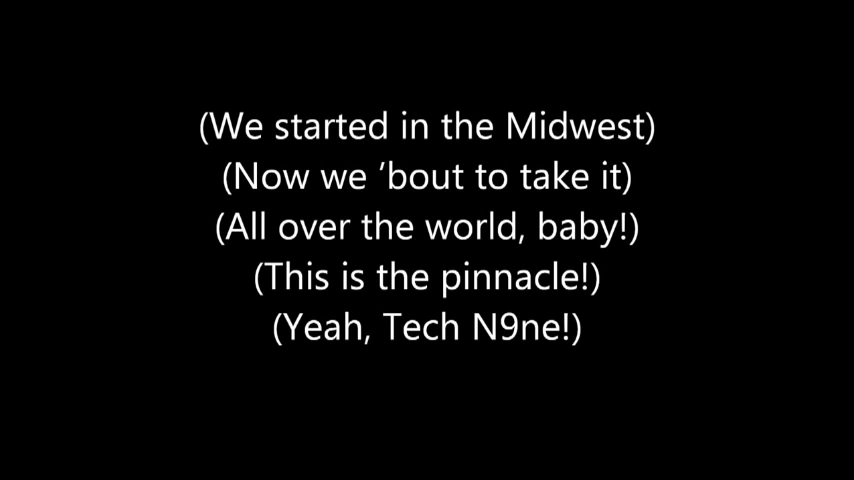 (We started in the Midwest)
(Now we ’bout to take it)
(All over the world, baby!)
(This is the pinnacle!)
(Yeah, Tech N9ne!)